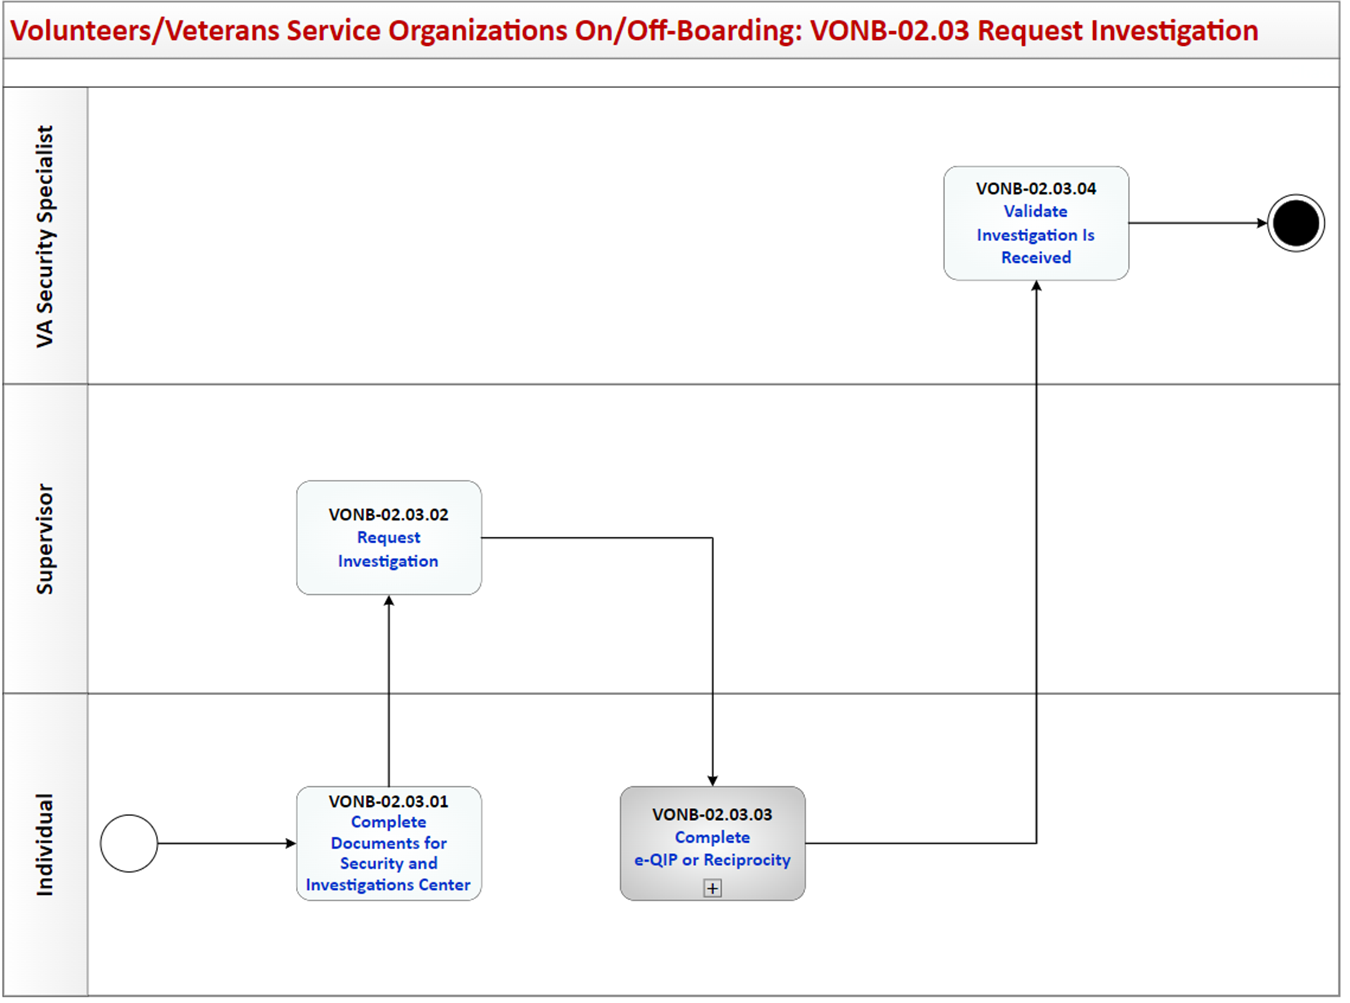 Volunteers/Veterans Service Organizations On/Off-Boarding: VONB-02.03 Request Investigation
VA Security Specialist
VONB-02.03.04
Validate
Investigation Is
Received
Supervisor
VONB-02.03.02
Request
Investigation
Individual
VONB-02.03.01
Complete
Documents for
Security and
Investigations Center
VONB-02.03.03
Complete
e-QIP or Reciprocity
+